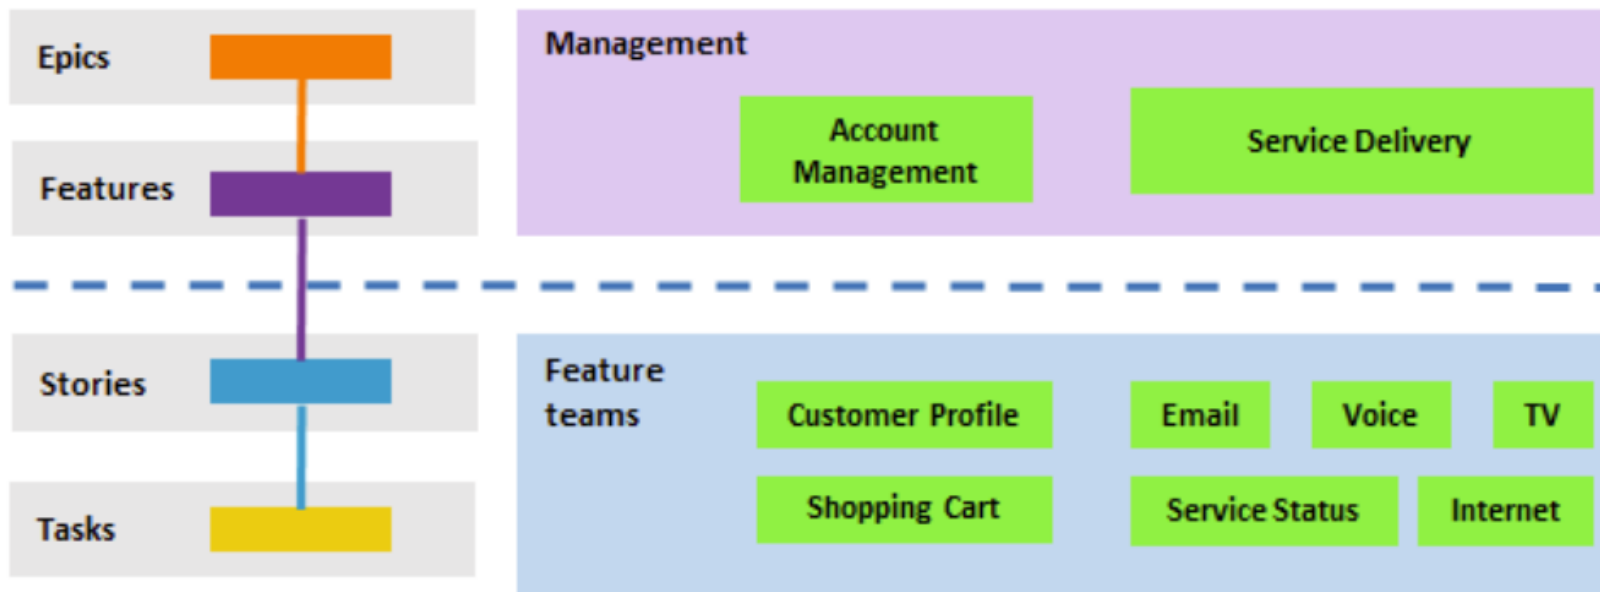 Epics
Features
Stories
Tasks
Management
Account
Management
Service Delivery
Feature
teams
Customer Profile
Email
Voice
TV
Shopping Cart
Service Status
Internet